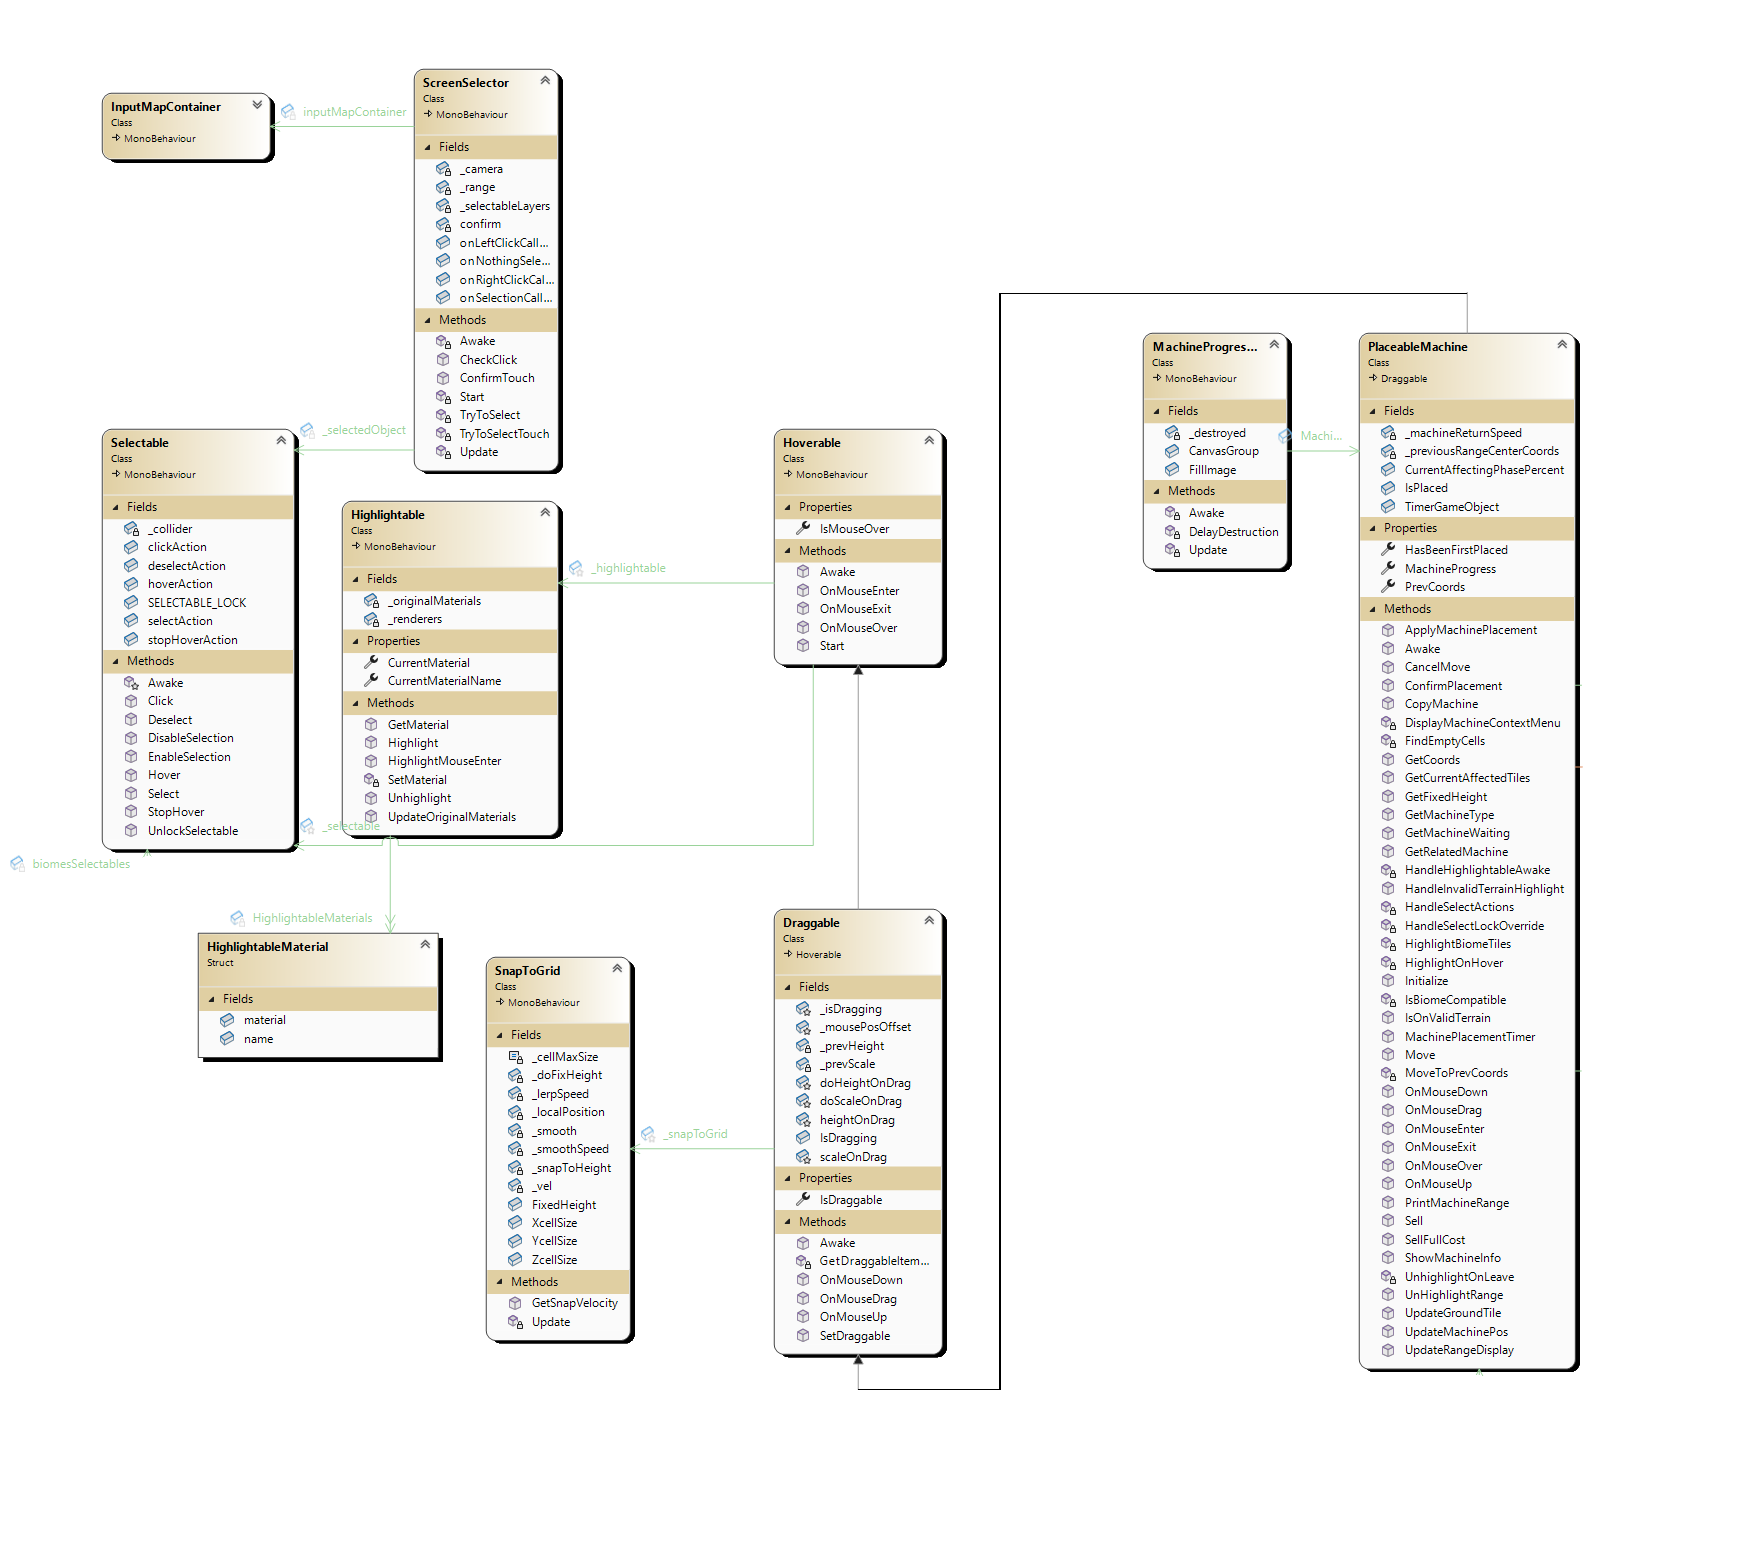 InputMapContainer
Class
MonoBehaviour
inputMapContainer
ScreenSelector
Class
MonoBehaviour
Fields
_camera
_range
_selectableLayers
confirm
onLeftClickCall...
onNothingSele...
onRightClickCal...
onSelectionCall...
Methods
Awake
CheckClick
ConfirmTouch
Start
TryToSelect
TryToSelectTouch
Update
_selectedObject
Selectable
Class
MonoBehaviour
Fields
_collider
clickAction
deselectAction
hoverAction
SELECTABLE_LOCK
selectAction
stopHoverAction
Methods
Awake
Click
Deselect
DisableSelection
EnableSelection
Hover
Select
StopHover
UnlockSelectable
biomesSelectables
_selectable
Highlightable
Class
MonoBehaviour
Fields
_originalMaterials
_renderers
Properties
CurrentMaterial
CurrentMaterialName
Methods
GetMaterial
Highlight
HighlightMouseEnter
SetMaterial
Unhighlight
UpdateOriginalMaterials
_highlightable
HighlightableMaterials
HighlightableMaterial
Struct
Fields
material
name
Hoverable
Class
MonoBehaviour
Properties
IsMouseOver
Methods
Awake
OnMouseEnter
OnMouseExit
OnMouseOver
Start
SnapToGrid
Class
MonoBehaviour
Fields
_cellMaxSize
_doFixHeight
_lerpSpeed
_localPosition
_smooth
_smoothSpeed
_snapToHeight
_vel
FixedHeight
XcellSize
YcellSize
ZcellSize
Methods
GetSnapVelocity
Update
_snapToGrid
Draggable
Class
Hoverable
Fields
_isDragging
_mousePosOffset
_prevHeight
_prevScale
doHeightOnDrag
doScaleOnDrag
heightOnDrag
IsDragging
scaleOnDrag
Properties
IsDraggable
Methods
Awake
GetDraggableItem...
OnMouseDown
OnMouseDrag
OnMouseUp
SetDraggable
MachineProgres...
Class
MonoBehaviour
Fields
_destroyed
CanvasGroup
FillImage
Methods
Awake
DelayDestruction
Update
Machi...
PlaceableMachine
Class
Draggable
Fields
_machineReturnSpeed
_previousRangeCenterCoords
CurrentAffectingPhasePercent
IsPlaced
TimerGameObject
Properties
HasBeenFirstPlaced
MachineProgress
PrevCoords
Methods
ApplyMachinePlacement
Awake
CancelMove
ConfirmPlacement
CopyMachine
DisplayMachineContextMenu
FindEmptyCells
GetCoords
GetCurrentAffectedTiles
GetFixedHeight
GetMachineType
GetMachineWaiting
GetRelatedMachine
HandleHighlightableAwake
HandleInvalidTerrainHighlight
HandleSelectActions
HandleSelectLockOverride
HighlightBiomeTiles
HighlightOnHover
Initialize
IsBiomeCompatible
IsOnValidTerrain
MachinePlacementTimer
Move
MoveToPrevCoords
OnMouseDown
OnMouseDrag
OnMouseEnter
OnMouseExit
OnMouseOver
OnMouseUp
PrintMachineRange
Sell
SellFullCost
ShowMachineInfo
UnhighlightOnLeave
UnHighlightRange
UpdateGroundTile
UpdateMachinePos
UpdateRangeDisplay